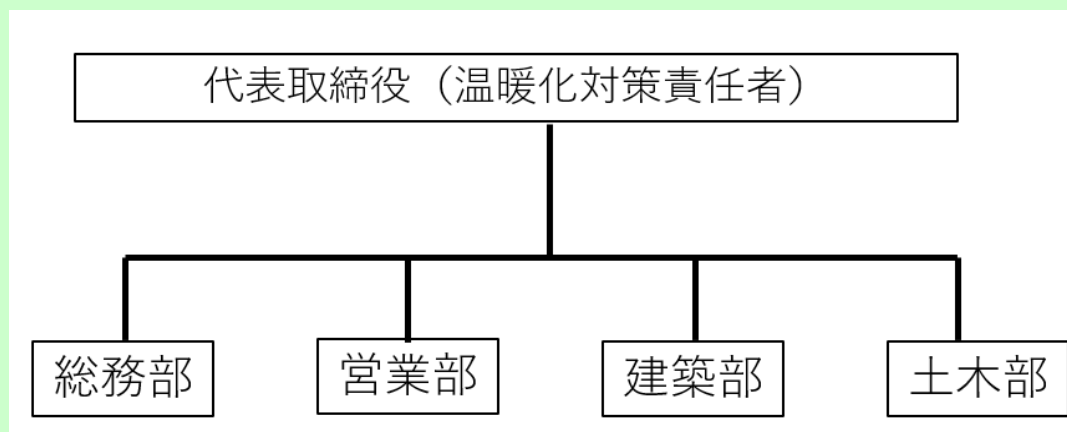 代表取締役（温暖化対策責任者）
総務部
営業部
建築部
土木部